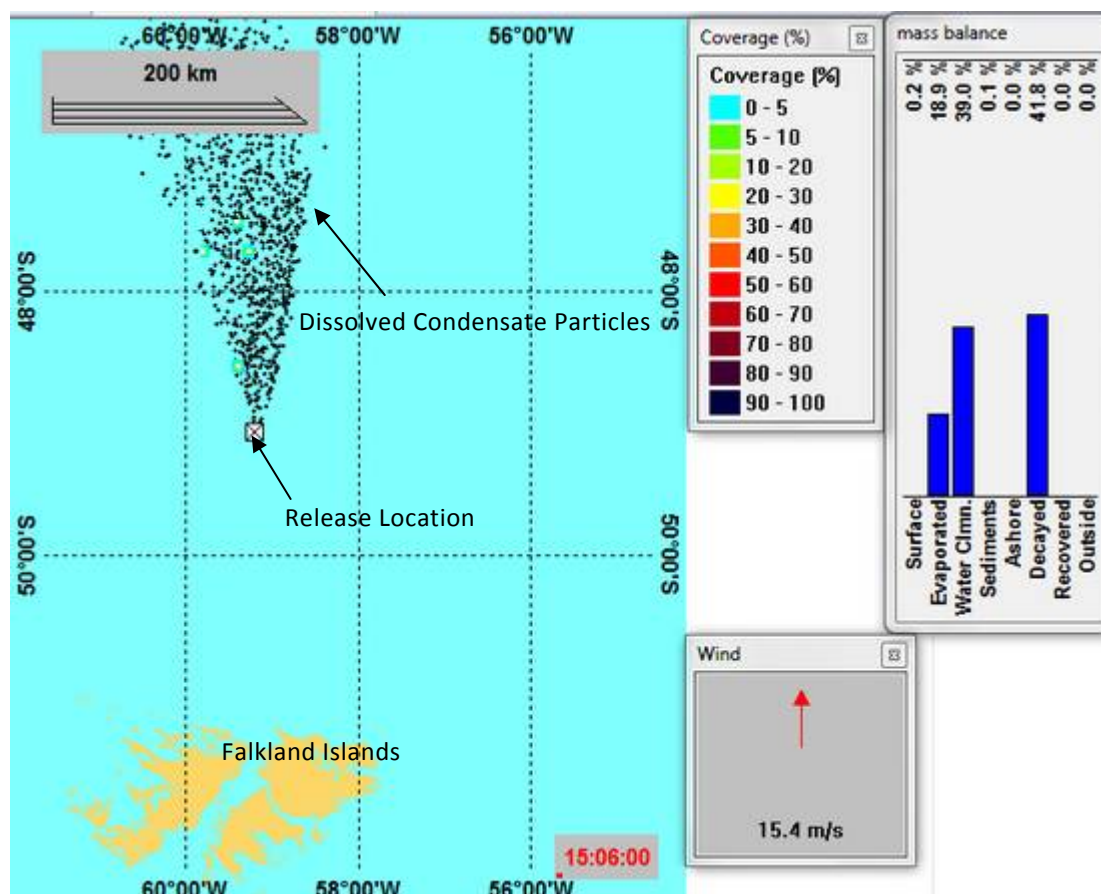 60°00'W
58°00'W
56°00'W
200 km
48°00'S
48°00'S
Dissolved Condensate Particles
Release Location
50°00'S
50°00'S
Falkland Islands
15:06:00
60°00'W
58°00'W
56°00'W
Coverage (%)
Coverage (%)
0 - 5
5 - 10
10 - 20
20 - 30
30 - 40
40 - 50
50 - 60
60 - 70
70 - 80
80 - 90
90 - 100
mass balance
0.2 %
18.9 %
39.0 %
0.1 %
0.0 %
41.8 %
0.0 %
0.0 %
Surface
Evaporated
Water Clmn.
Sediments
Ashore
Decayed
Recovered
Outside
Wind
15.4 m/s